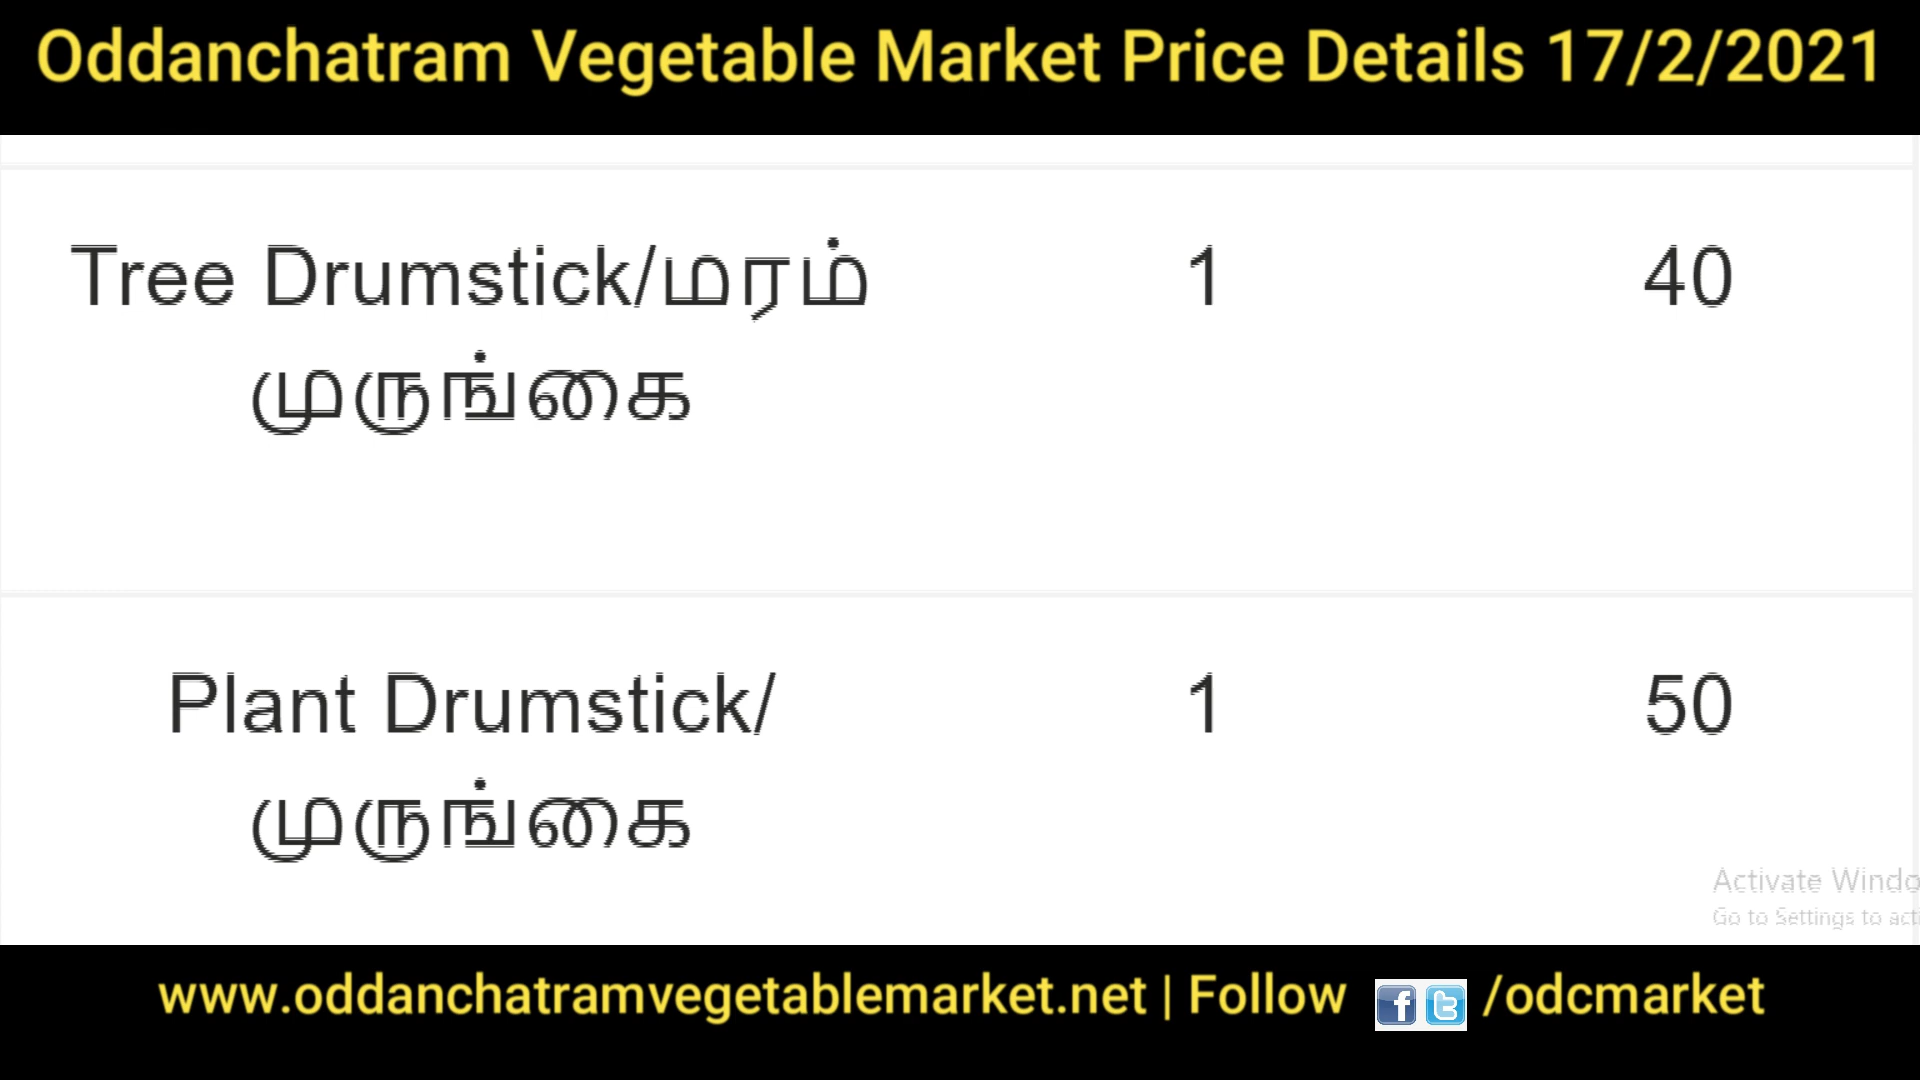 Oddanchatram Vegetable Market Price Details 17/2/2021
Tree Drumstick/மரம் 1 40
முருங்கை
Plant Drumstick/ 1 50
முருங்கை
Activate Windo
Go to Settings to acti
www.oddanchatramvegetablemarket.net | Follow f t /odcmarket